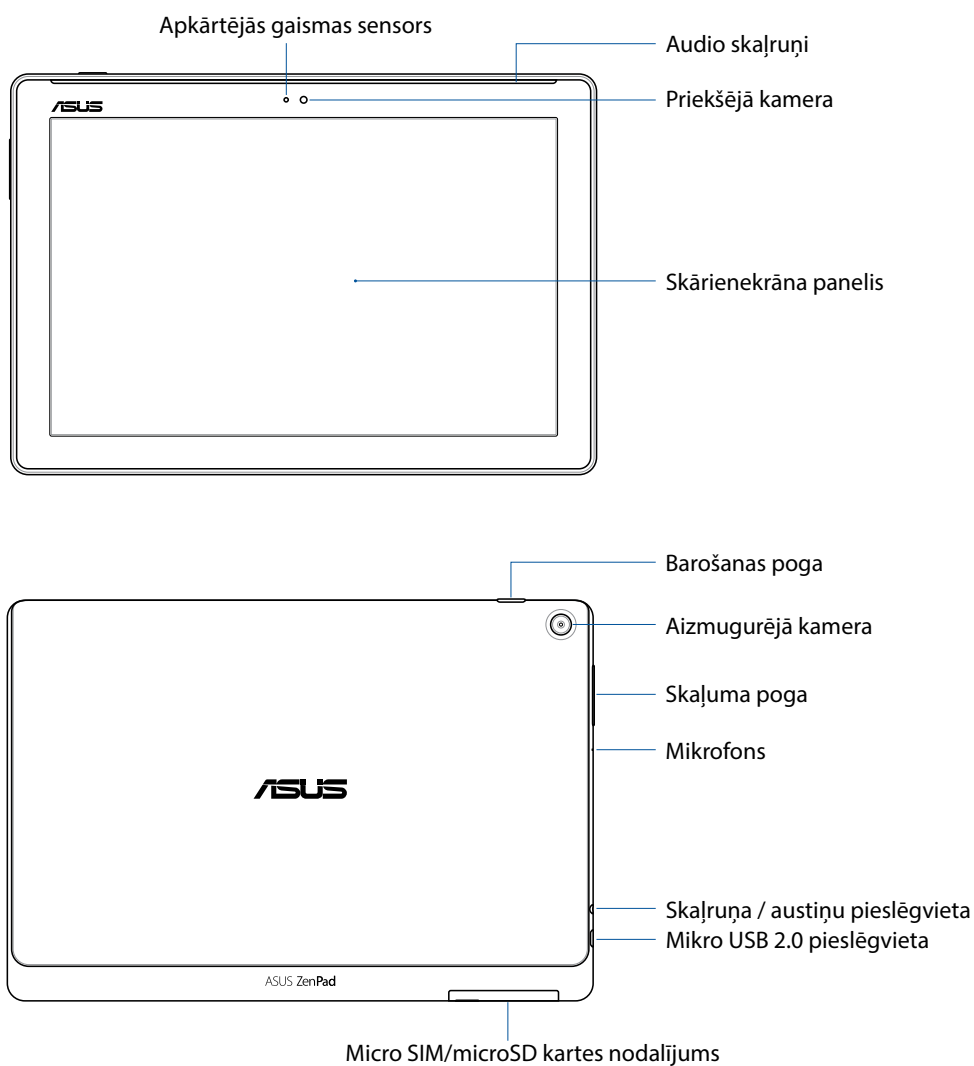 Apkārtējās gaismas sensors
Audio skaļruņi
Priekšējā kamera
ASUS
Skārienekrāna panelis
Barošanas poga
Aizmugurējā kamera
Skaļuma poga
Mikrofons
ASUS
Skaļruņa / austiņu pieslēgvieta
Mikro USB 2.0 pieslēgvieta
ASUS ZenPad
Micro SIM/microSD kartes nodalījums